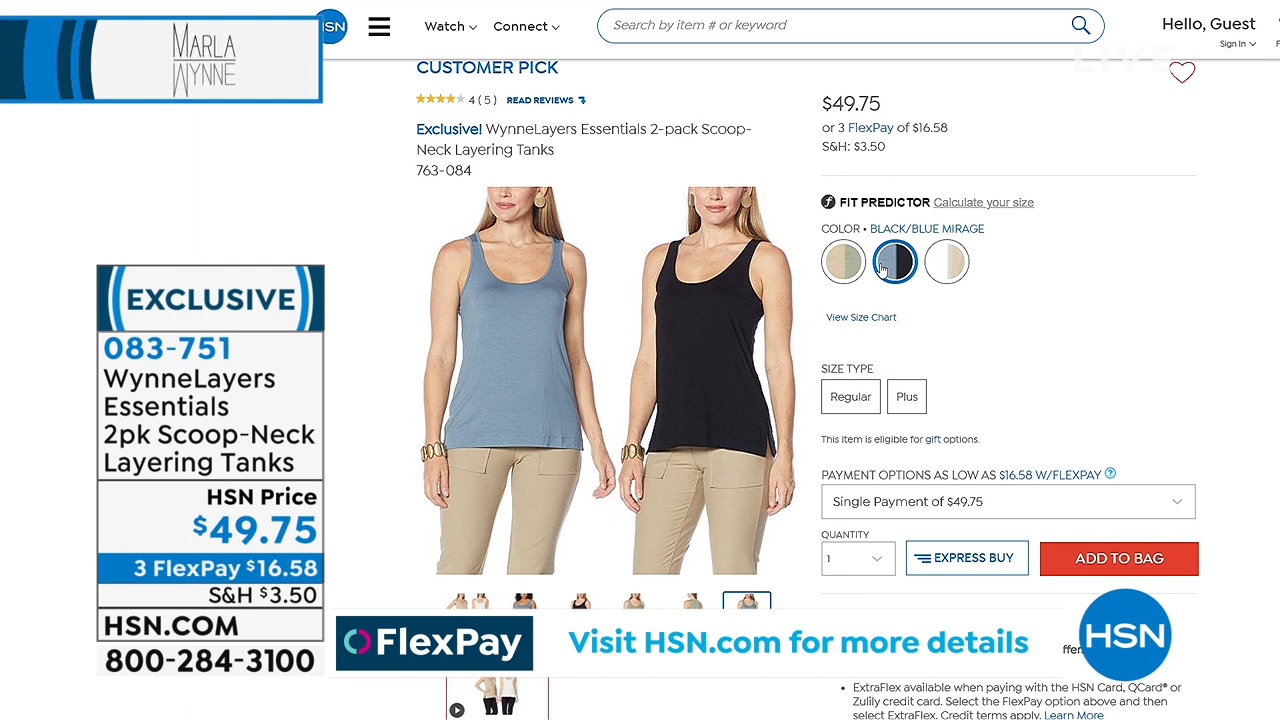 MARLA
WYNNE
HSN
Watch
Connect
Search by item # or keyword
Hello, Guest
Sign In
F
LIVE
CUSTOMER PICK
4 ( 5 ) READ REVIEWS
Exclusive! WynneLayers Essentials 2-pack Scoop-
Neck Layering Tanks
763-084
$49.75
or 3 FlexPay of $16.58
S&H: $3.50
f FIT PREDICTOR Calculate your size
COLOR • BLACK/BLUE MIRAGE
View Size Chart
SIZE TYPE
Regular
Plus
This item is eligible for gift options.
PAYMENT OPTIONS AS LOW AS $16.58 W/FLEXPAY ?
Single Payment of $49.75
QUANTITY
1
EXPRESS BUY
ADD TO BAG
EXCLUSIVE
083-751
WynneLayers
Essentials
2pk Scoop-Neck
Layering Tanks
HSN Price
$49.75
3 FlexPay $16.58
S&H $3.50
HSN.COM
800-284-3100
FlexPay
Visit HSN.com for more details
HSN
• ExtraFlex available when paying with the HSN Card, QCard® or
Zulily credit card. Select the FlexPay option above and then
select ExtraFlex. Credit terms apply. Learn More